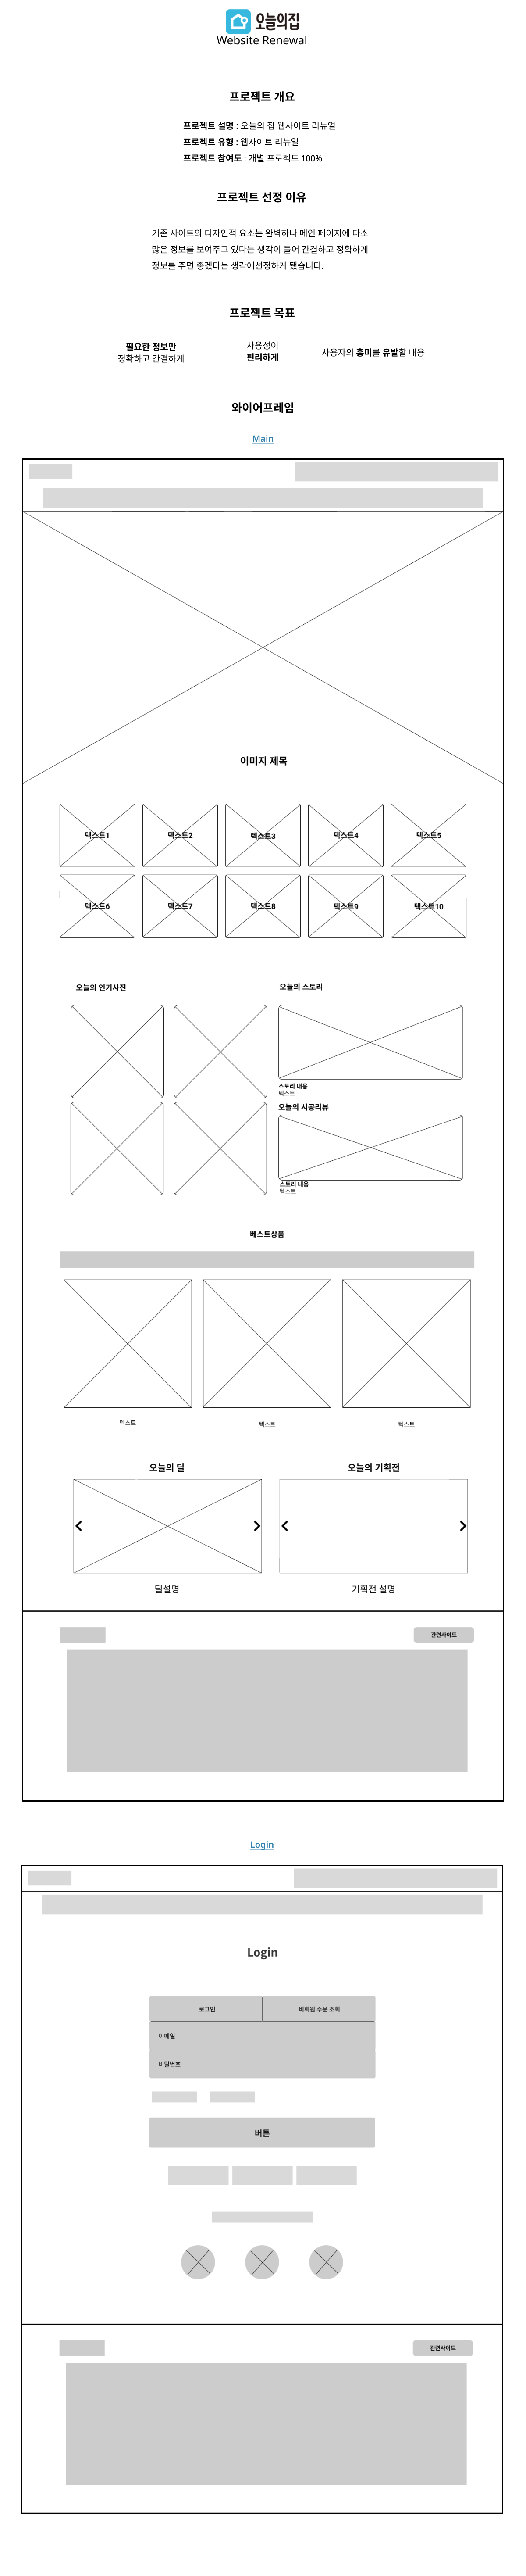 오늘의집
Website Renewal
프로젝트 개요
프로젝트 설명 : 오늘의 집 웹사이트 리뉴얼
프로젝트 유형 : 웹사이트 리뉴얼
프로젝트 참여도 : 개별 프로젝트 100%
프로젝트 선정 이유
기존 사이트의 디자인적 요소는 완벽하나 메인 페이지에 다소
많은 정보를 보여주고 있다는 생각이 들어 간결하고 정확하게
정보를 주면 좋겠다는 생각에선정하게 됐습니다.
프로젝트 목표
필요한 정보만
정확하고 간결하게
사용성이
편리하게
사용자의 흥미를 유발할 내용
와이어프레임
Main
이미지 제목
텍스트1
텍스트2
텍스트3
텍스트4
텍스트5
텍스트6
텍스트7
텍스트8
텍스트9
텍스트10
오늘의 인기사진
오늘의 스토리
스토리 내용
텍스트
오늘의 시공리뷰
스토리 내용
텍스트
베스트상품
텍스트
텍스트
텍스트
오늘의 딜
오늘의 기획전
딜설명
기획전 설명
관련사이트
Login
Login
로그인
비회원 주문 조회
이메일
비밀번호
버튼
관련사이트